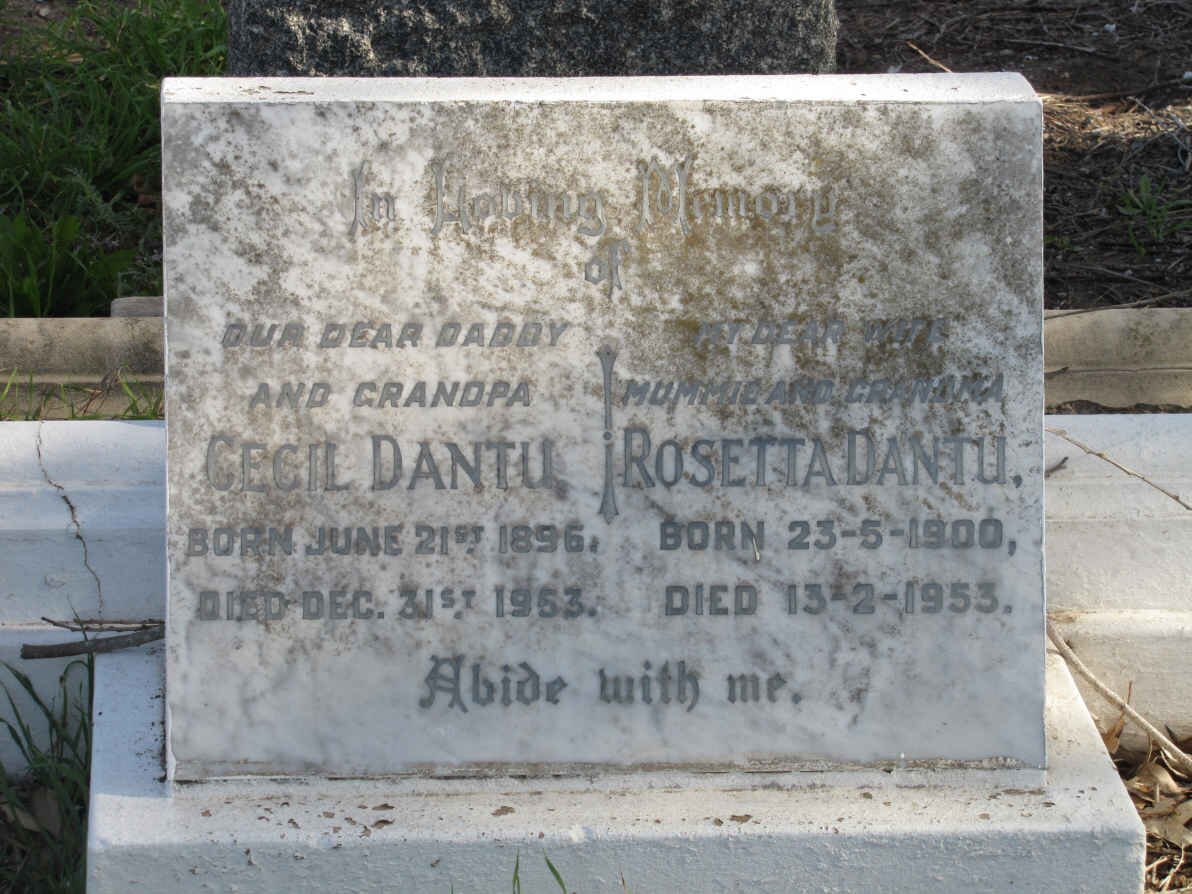 In Loving Memory
of
OUR DEAR DADDY
AND GRANDPA
CECIL DANTU.
BORN JUNE 21ST. 1896.
DIED DEC. 31ST. 1963.
MY DEAR WIFE
MUMMIE AND GRANDMA
ROSETTA DANTU,
BORN 23-5-1900,
DIED 13-2-1953.
Abide with me.